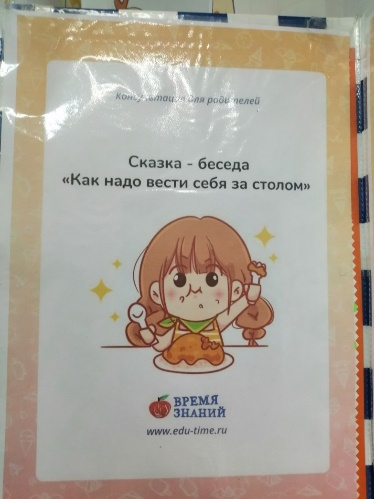 Консультация для родителей
Сказка - беседа
«Как надо вести себя за столом»
ВРЕМЯ
ЗНАНИЙ
www.edu-time.ru